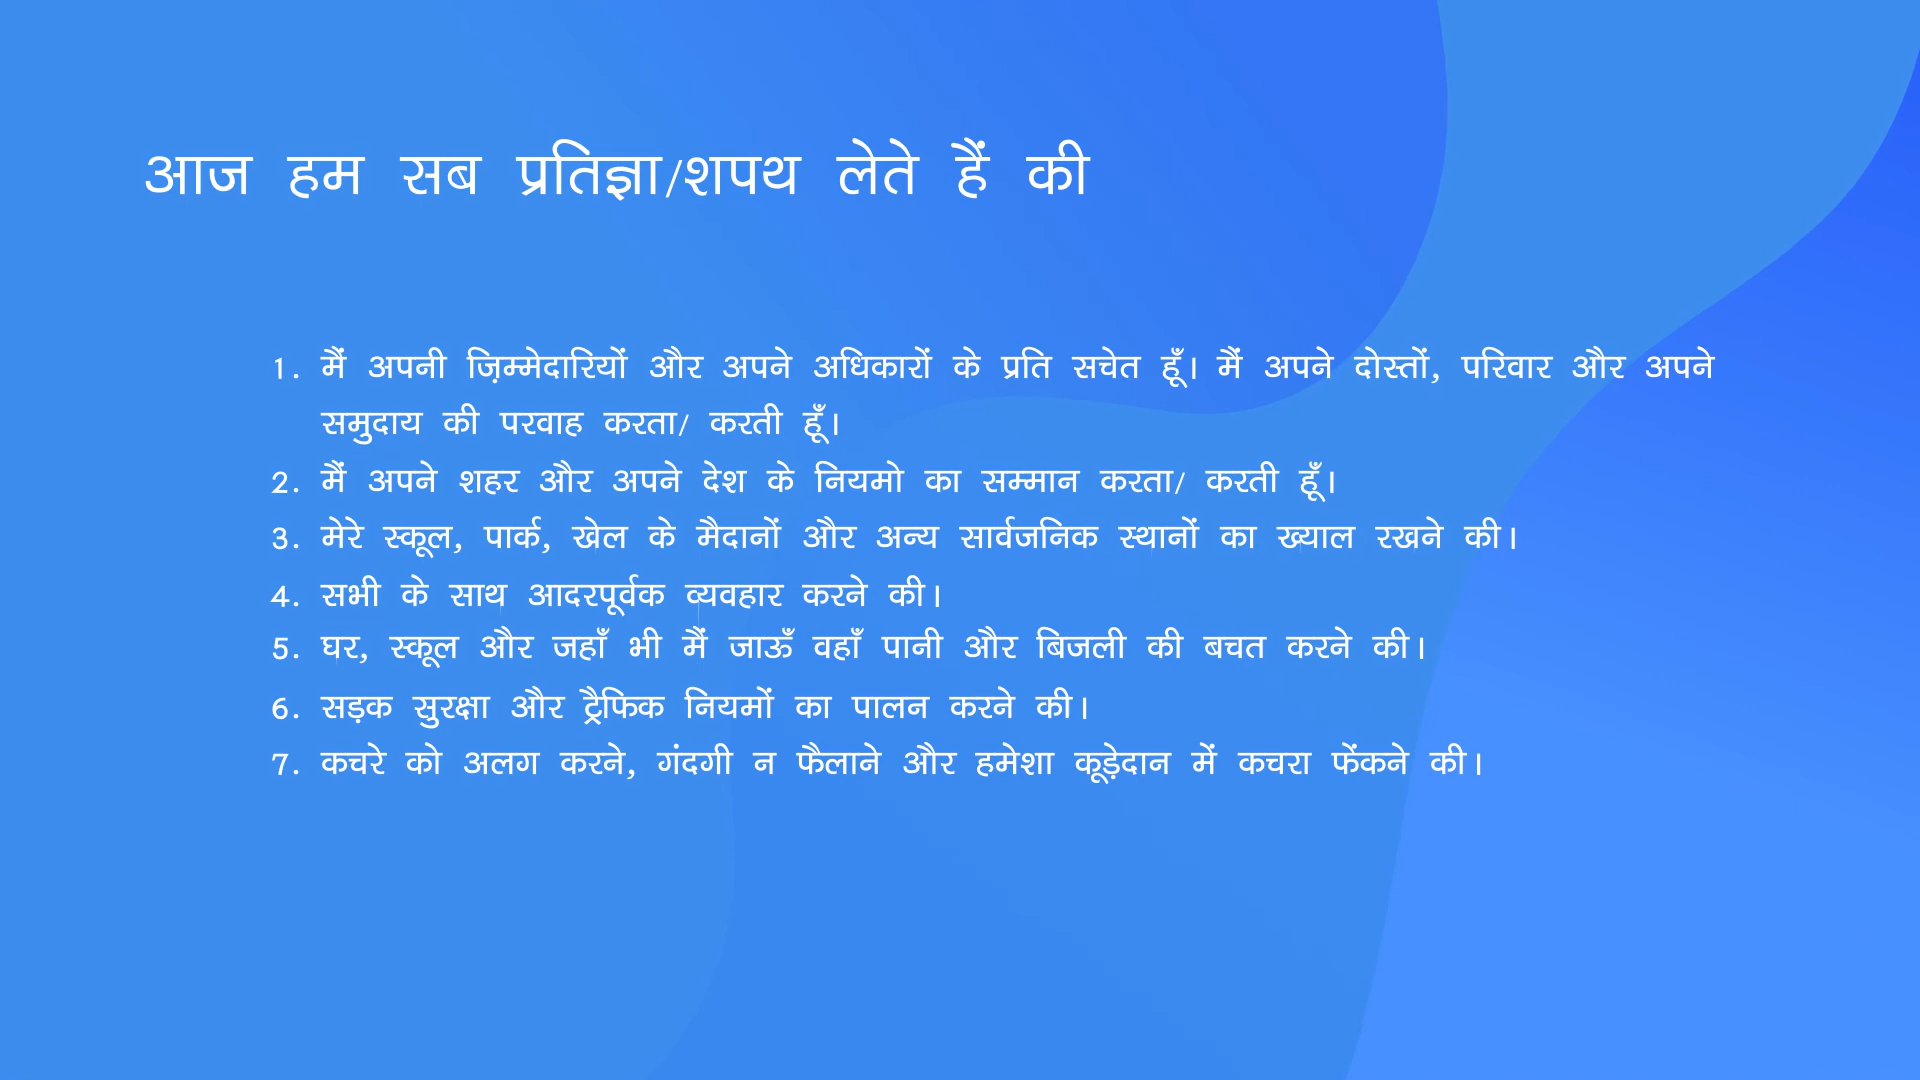 आज हम सब प्रतिज्ञा/शपथ लेते हैं की
1. मैं अपनी ज़िम्मेदारियों और अपने अधिकारों के प्रति सचेत हूँ। मैं अपने दोस्तों, परिवार और अपने
समुदाय की परवाह करता/ करती हूँ।
2. मैं अपने शहर और अपने देश के नियमो का सम्मान करता/ करती हूँ।
3. मेरे स्कूल, पार्क, खेल के मैदानों और अन्य सार्वजनिक स्थानों का ख्याल रखने की।
4. सभी के साथ आदरपूर्वक व्यवहार करने की।
5. घर, स्कूल और जहाँ भी मैं जाऊँ वहाँ पानी और बिजली की बचत करने की।
6. सड़क सुरक्षा और ट्रैफिक नियमों का पालन करने की।
7. कचरे को अलग करने, गंदगी न फैलाने और हमेशा कूड़ेदान में कचरा फेंकने की।